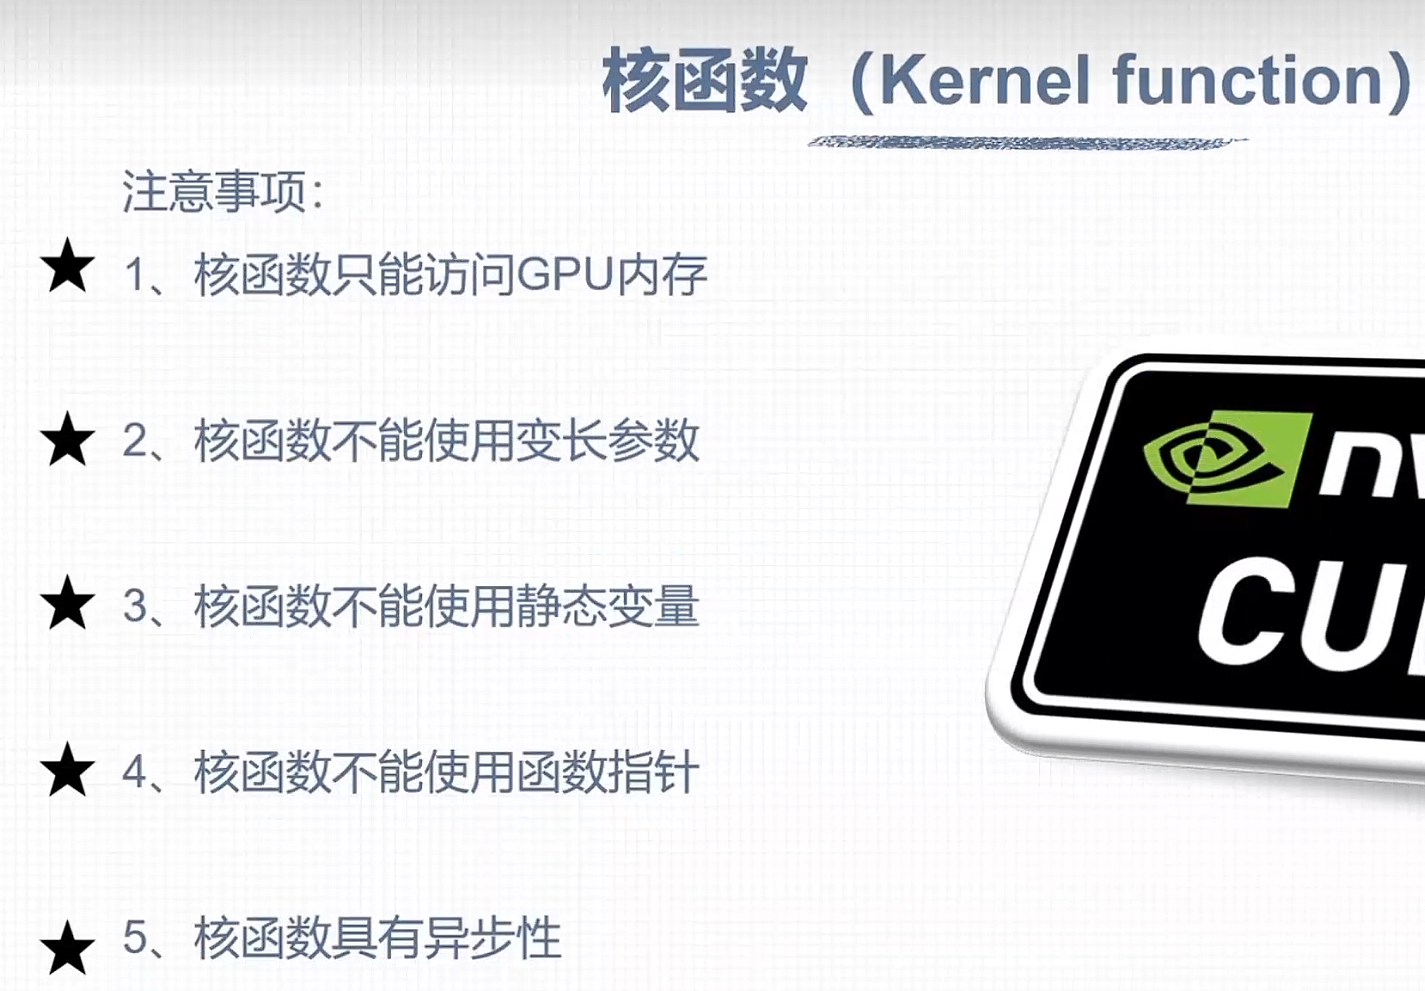 核函数（Kernel function）
注意事项：
1、核函数只能访问GPU内存
2、核函数不能使用变长参数
3、核函数不能使用静态变量
4、核函数不能使用函数指针
5、核函数具有异步性